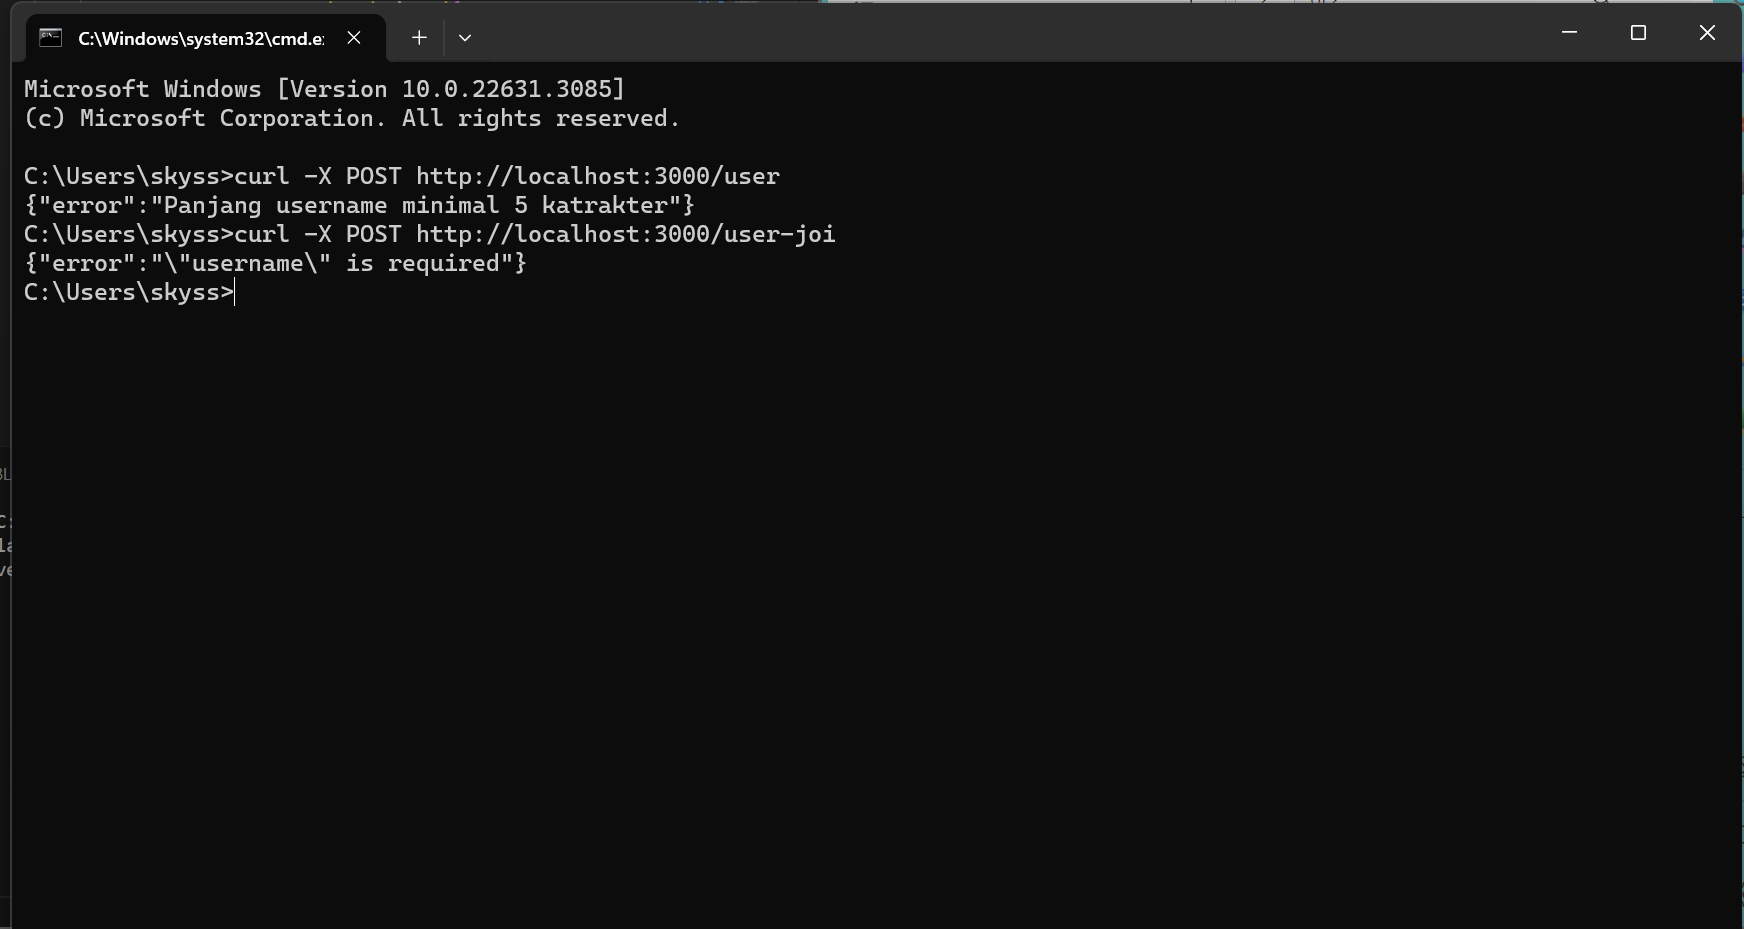 C:\Windows\system32\cmd.e
Microsoft Windows [Version 10.0.22631.3085]
(c) Microsoft Corporation. All rights reserved.
C:\Users\skyss>curl -X POST http://localhost:3000/user
{"error":"Panjang username minimal 5 katrakter"}
C:\Users\skyss>curl -X POST http://localhost:3000/user-joi
{"error":"\"username\" is required"}
C:\Users\skyss>